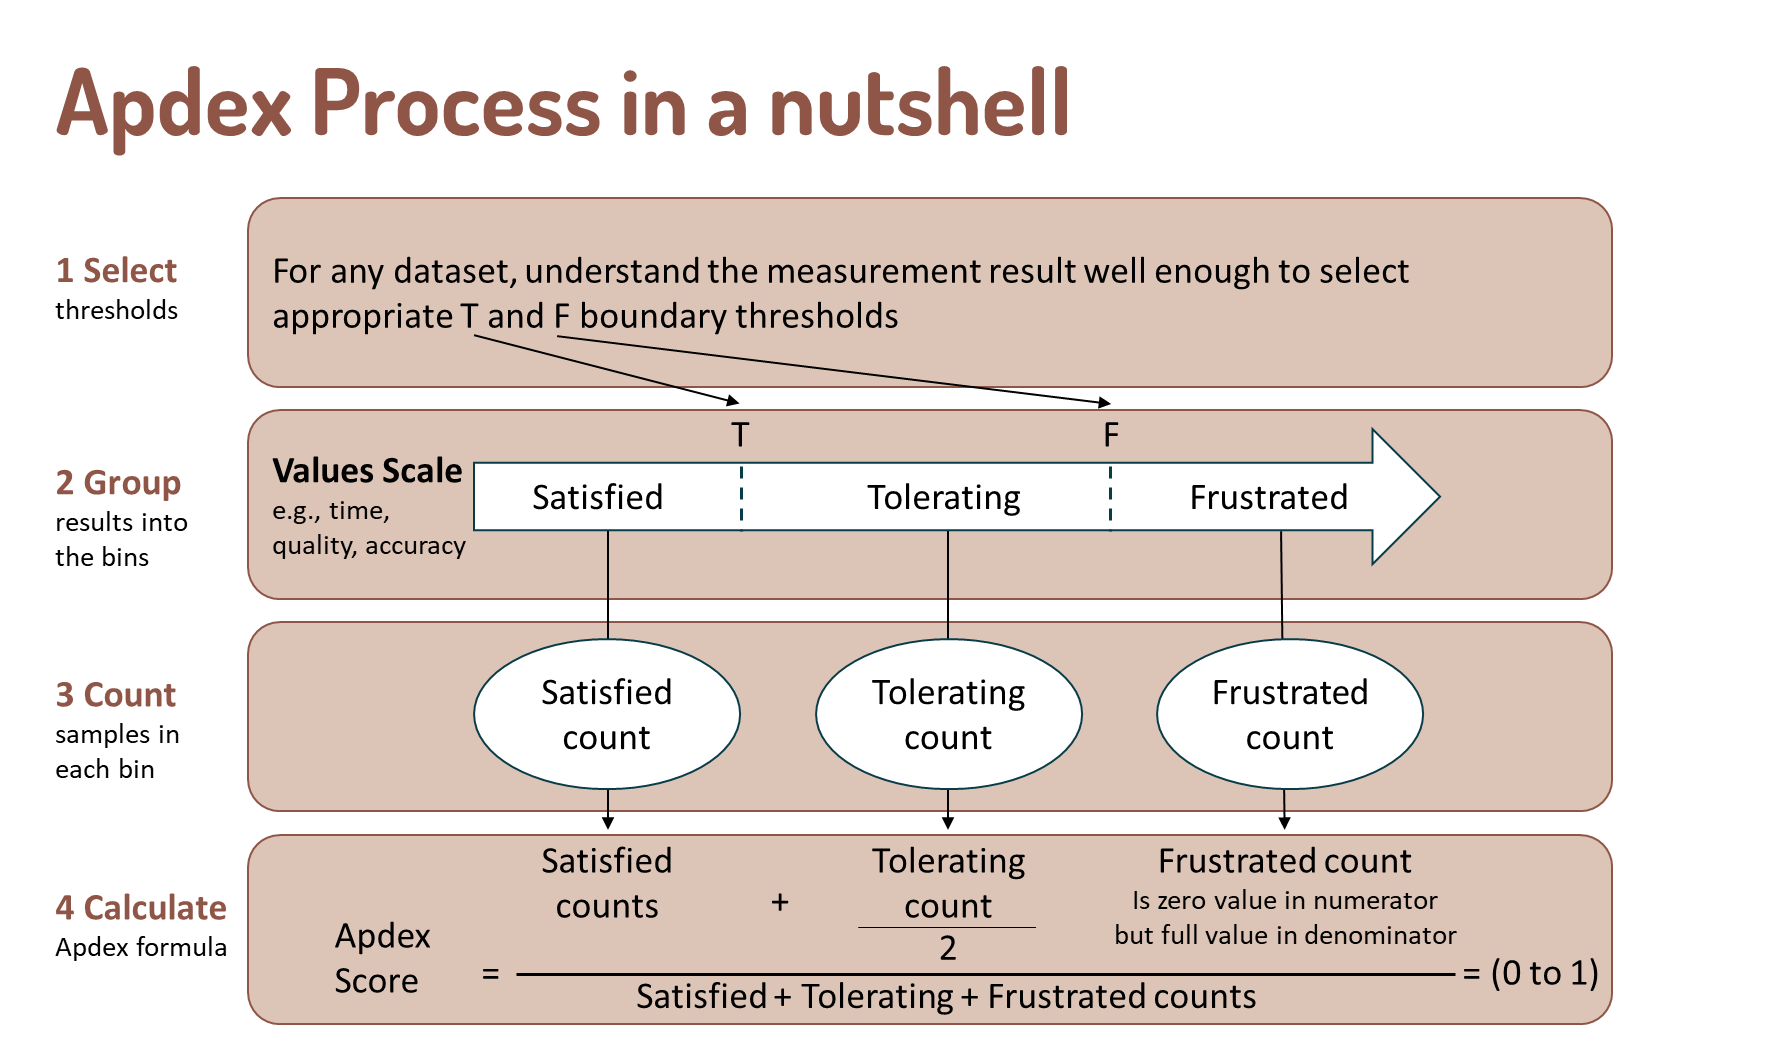 Apdex Process in a nutshell
1 Select
thresholds
For any dataset, understand the measurement result well enough to select
appropriate T and F boundary thresholds
2 Group
results into
the bins
Values Scale
e.g., time,
quality, accuracy
T
F
Satisfied
Tolerating
Frustrated
3 Count
samples in
each bin
Satisfied
count
Tolerating
count
Frustrated
count
4 Calculate
Apdex formula
Apdex
Score
=
Satisfied
counts
+
Tolerating
count
2
Frustrated count
Is zero value in numerator
but full value in denominator
Satisfied + Tolerating + Frustrated counts
= (0 to 1)